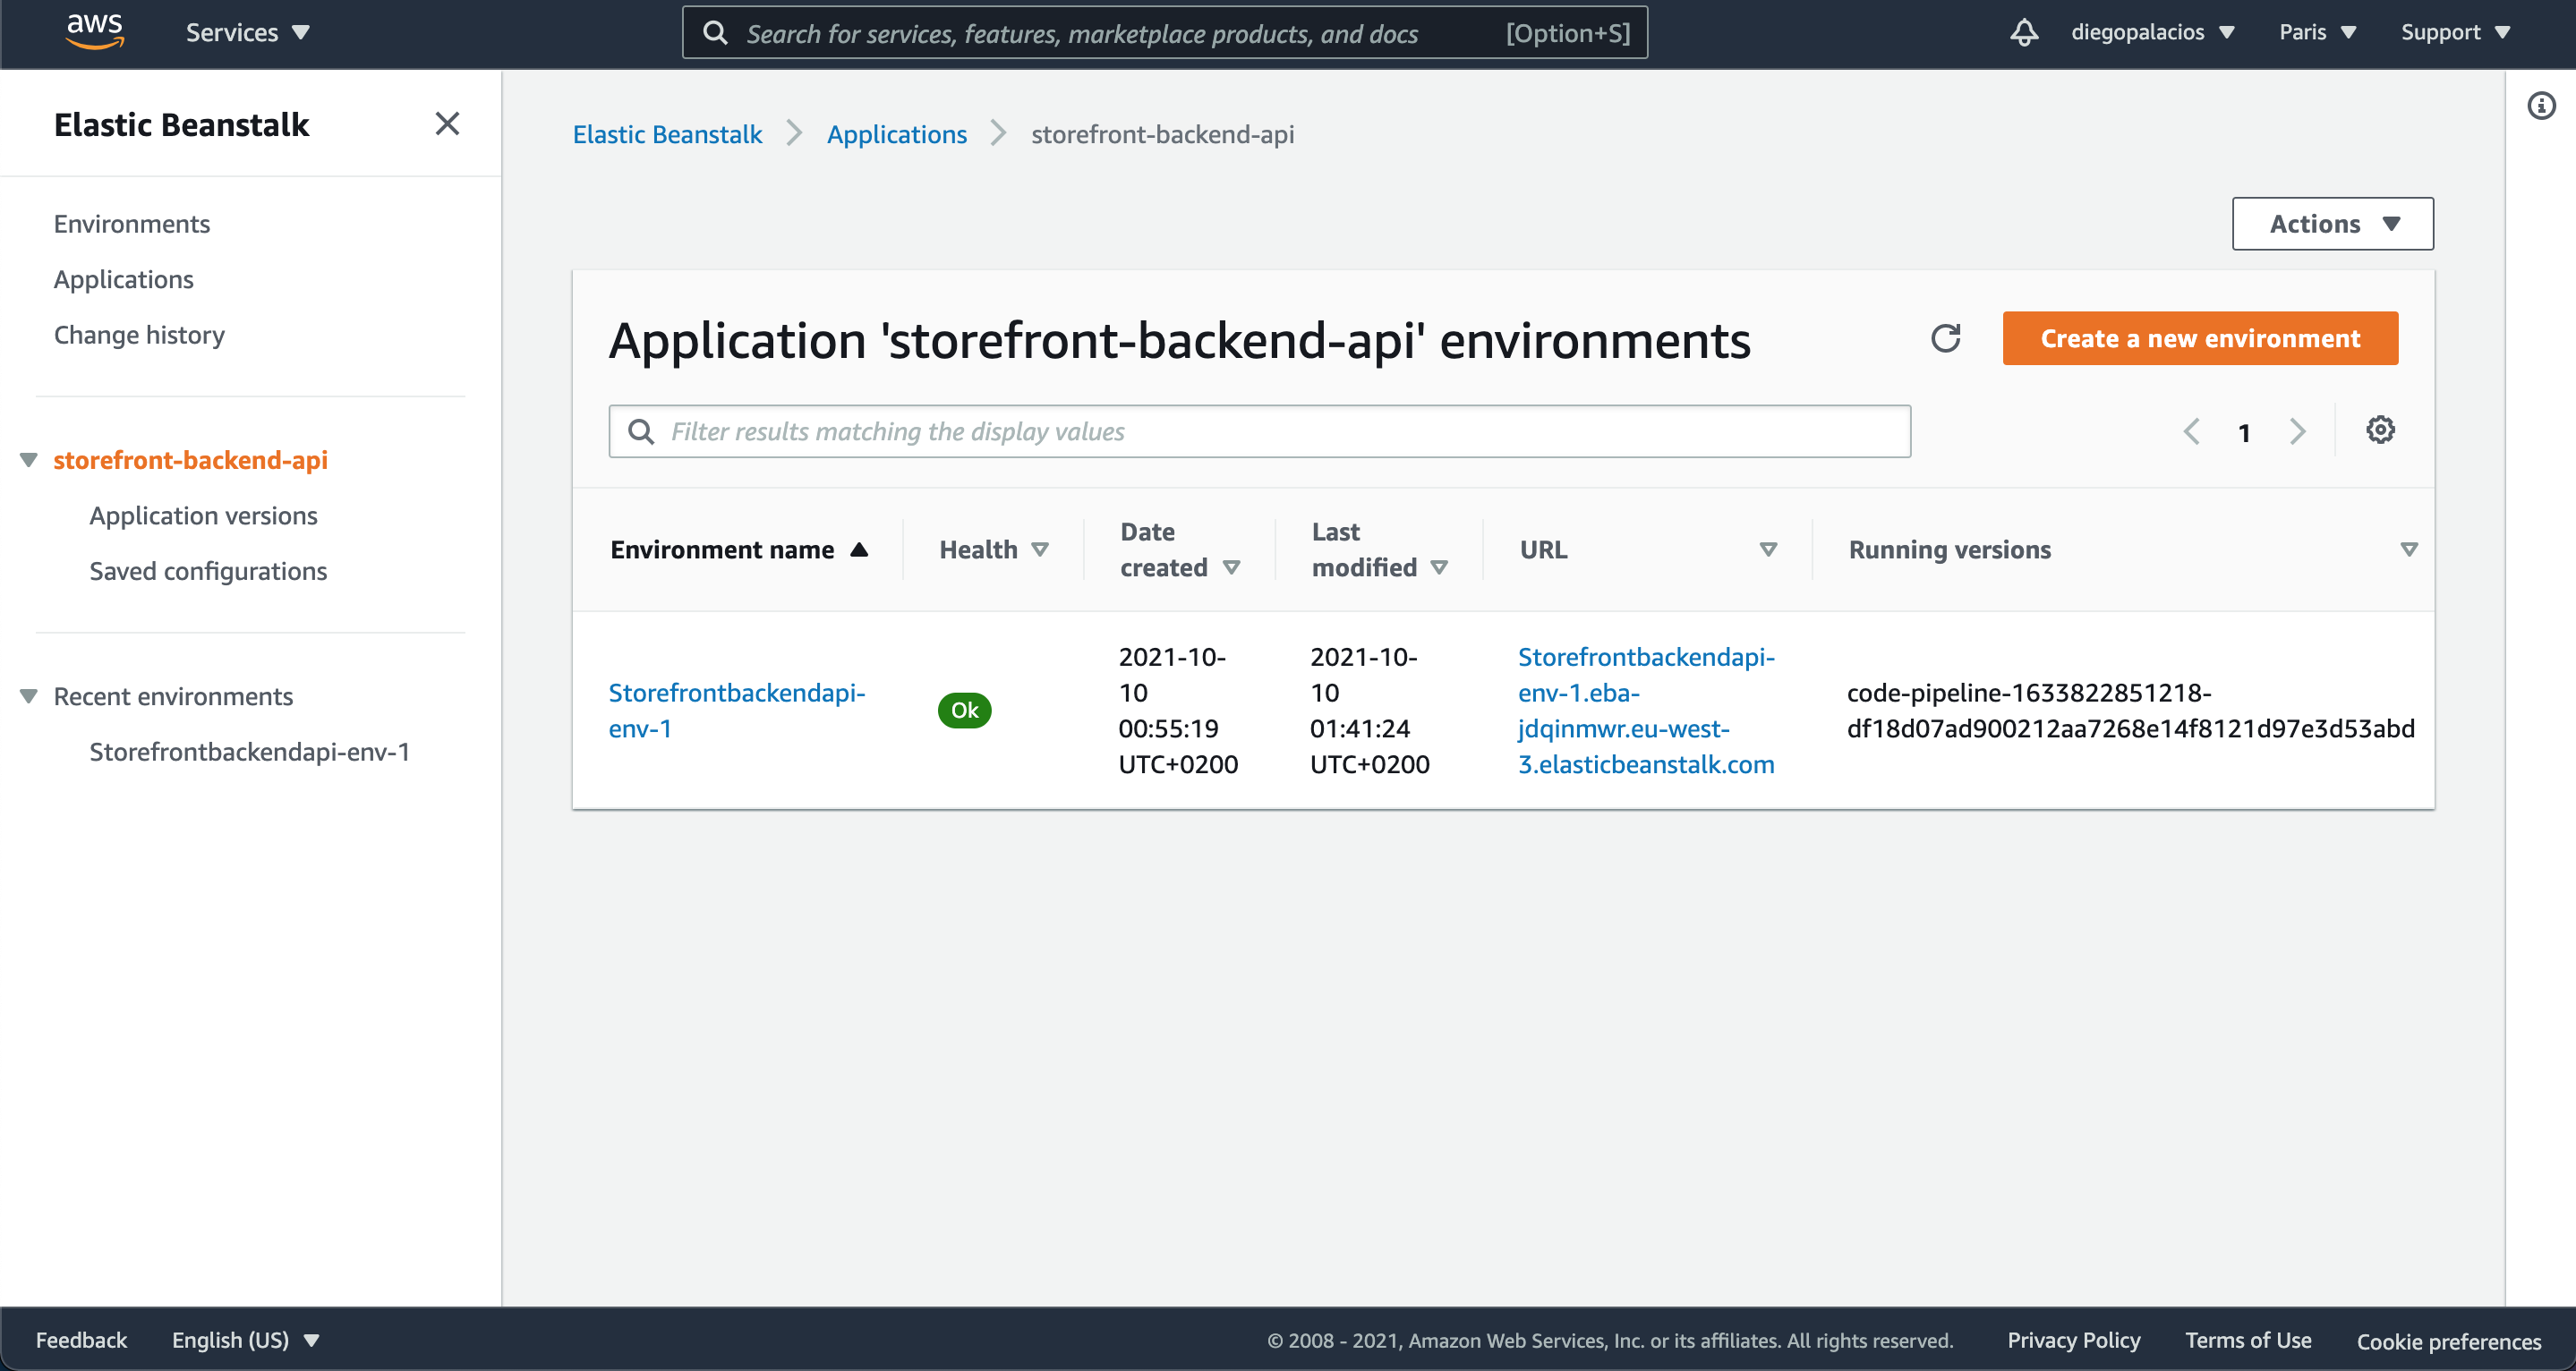 aws
Services
Search for services, features, marketplace products, and docs
[Option+S]
diegopalacios
Paris
Support
Elastic Beanstalk
Environments
Applications
Change history
storefront-backend-api
Application versions
Saved configurations
Recent environments
Storefrontbackendapi-env-1
Elastic Beanstalk
Applications
storefront-backend-api
Actions
Application 'storefront-backend-api' environments
Create a new environment
Filter results matching the display values
1
Environment name
Health
Date
created
Last
modified
URL
Running versions
Storefrontbackendapi-
env-1
Ok
2021-10-
10
00:55:19
UTC+0200
2021-10-
10
01:41:24
UTC+0200
Storefrontbackendapi-
env-1.eba-
jdqinmwr.eu-west-
3.elasticbeanstalk.com
code-pipeline-1633822851218-
df18d07ad900212aa7268e14f8121d97e3d53abd
Feedback
English (US)
© 2008 - 2021, Amazon Web Services, Inc. or its affiliates. All rights reserved.
Privacy Policy
Terms of Use
Cookie preferences